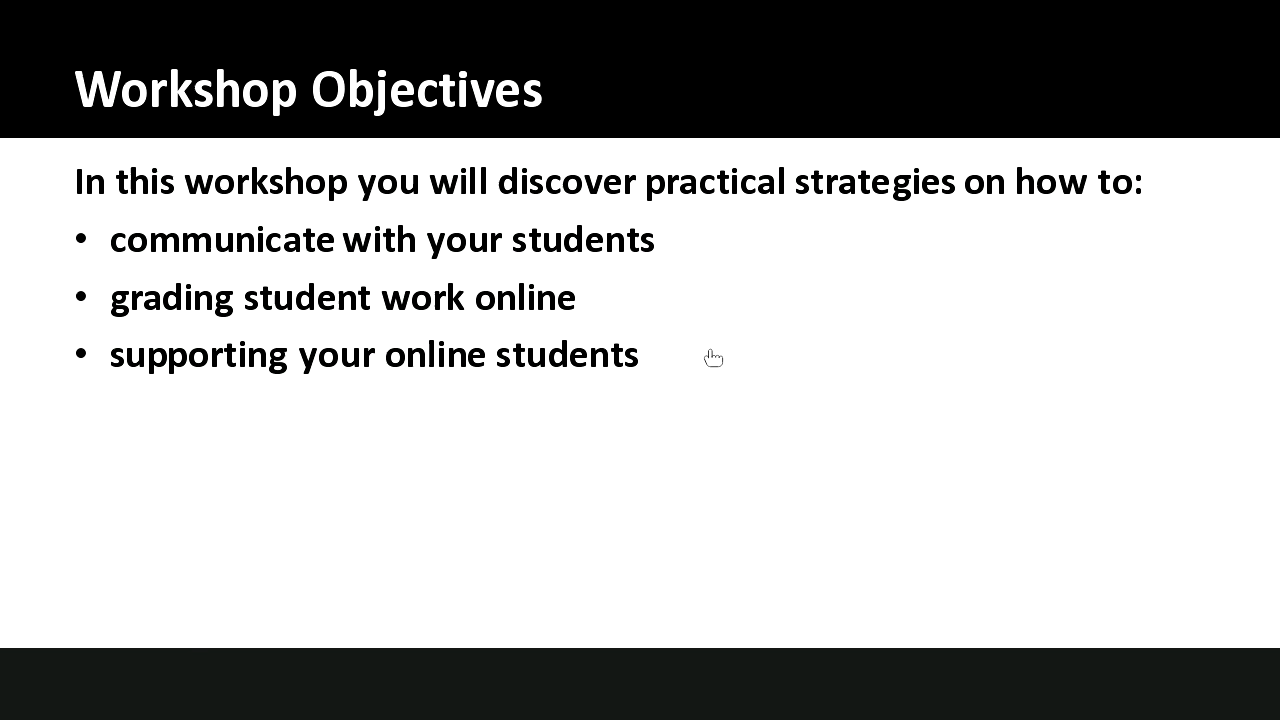 Workshop Objectives
In this workshop you will discover practical strategies on how to:
• communicate with your students
• grading student work online
• supporting your online students